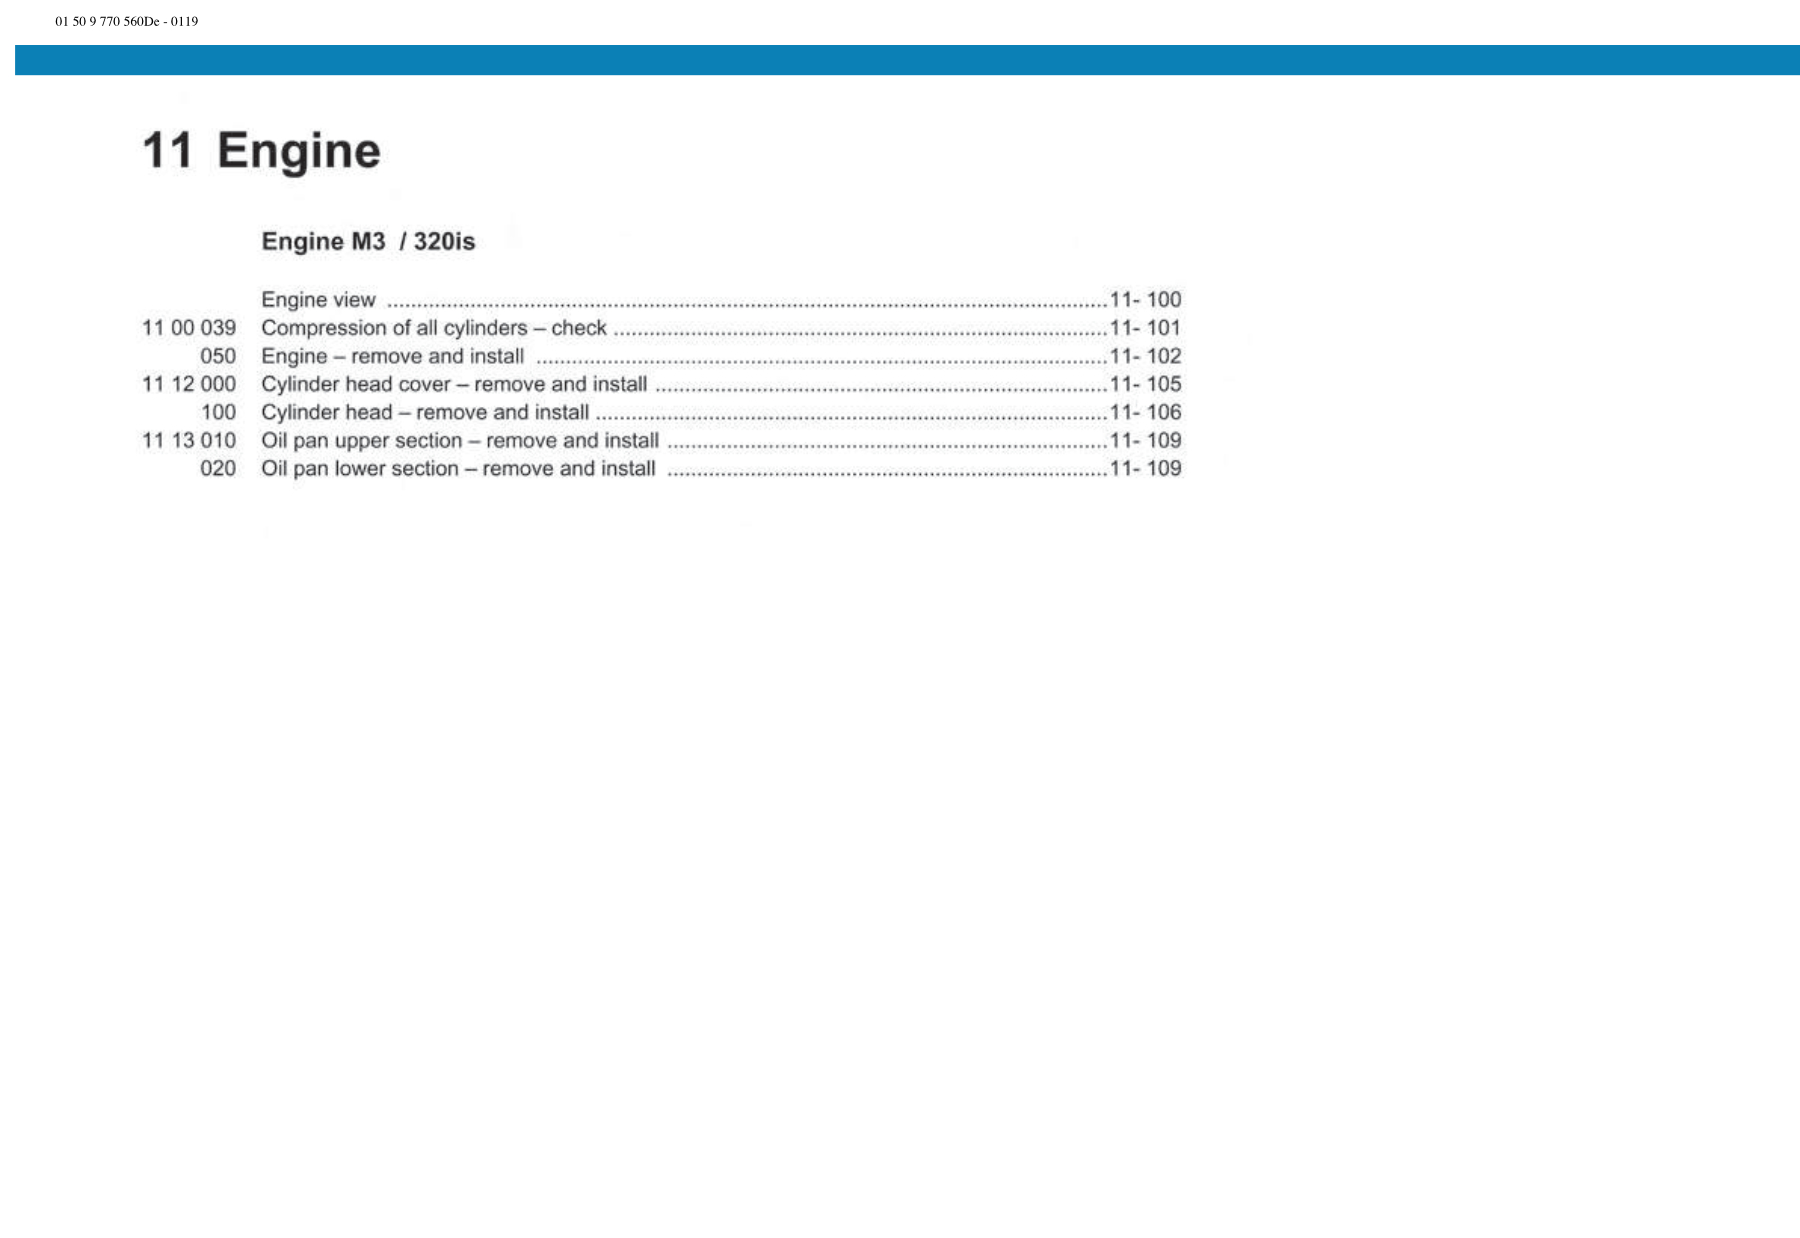 01 50 9 770 560De - 0119
11 Engine
Engine M3 / 320is
Engine view ........................................ 11- 100
11 00 039 Compression of all cylinders – check ........................................ 11- 101
050 Engine – remove and install ........................................ 11- 102
11 12 000 Cylinder head cover – remove and install ........................................ 11- 105
100 Cylinder head – remove and install ........................................ 11- 106
11 13 010 Oil pan upper section – remove and install ........................................ 11- 109
020 Oil pan lower section – remove and install ........................................ 11- 109